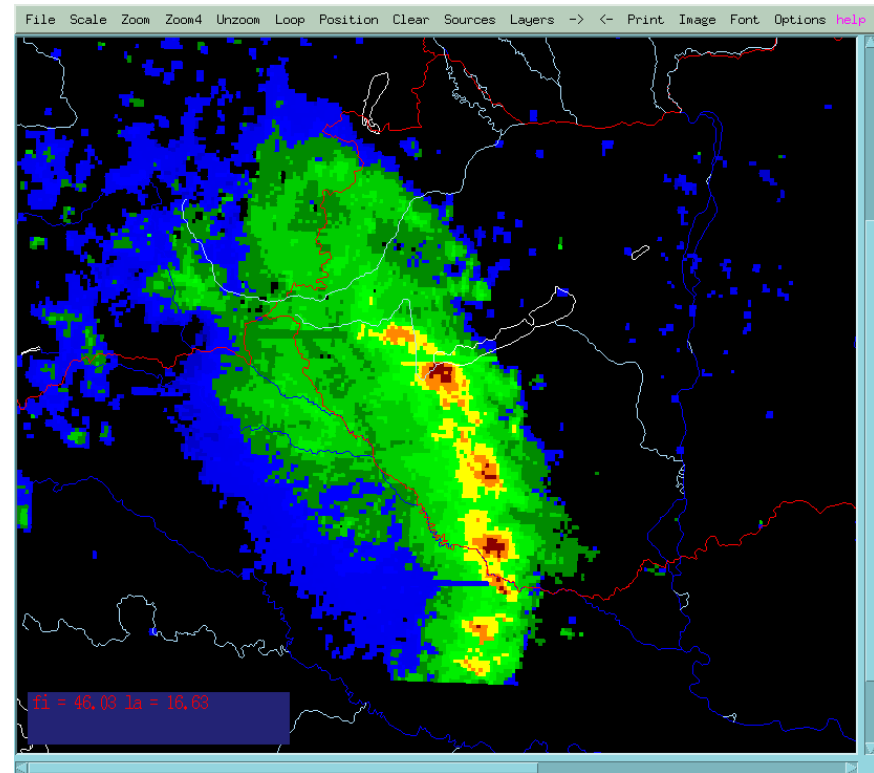 File Scale Zoom Zoom4 Unzoom Loop Position Clear Sources Layers -> <- Print Image Font Options help
fi = 46.03 la = 16.63